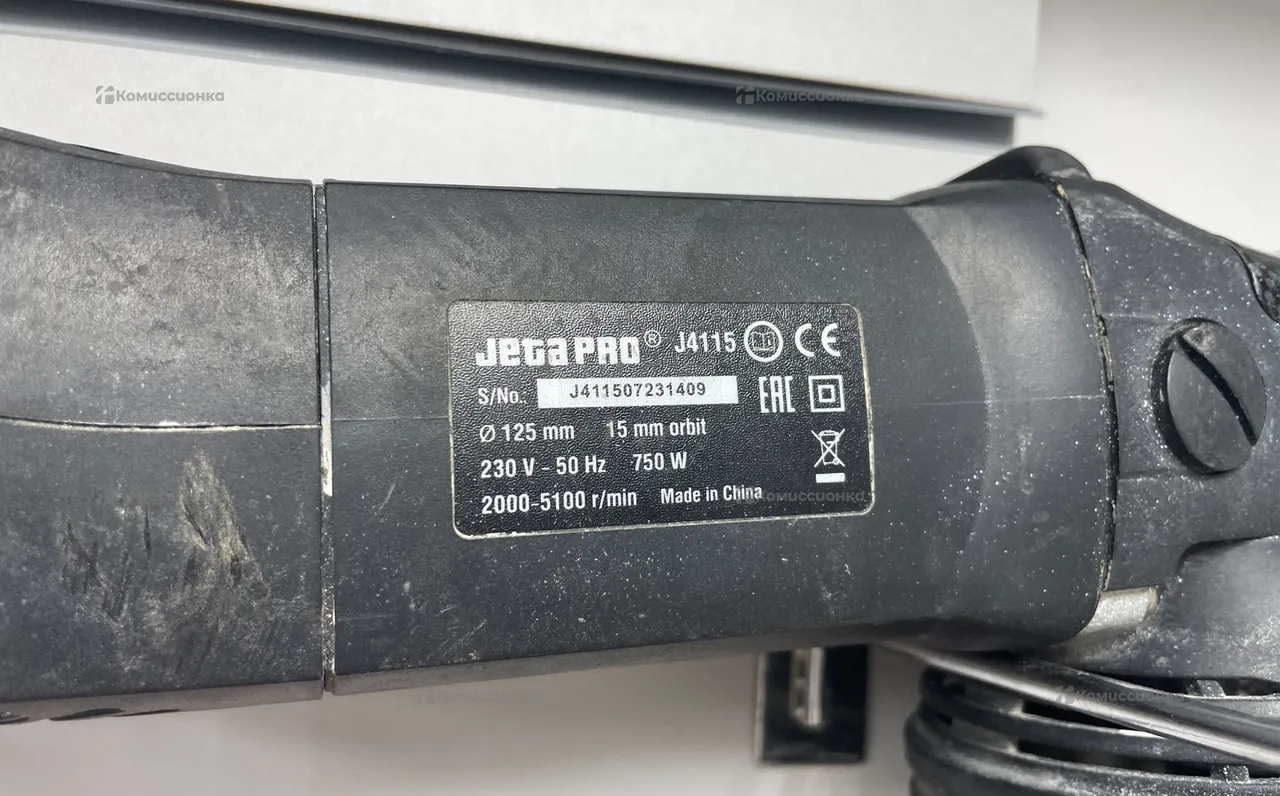 Комиссионка
Комиссионка
Jeta PRO® J4115 CE
S/No.: J411507231409 EAC
Ø 125 mm 15 mm orbit
230 V - 50 Hz 750 W
2000-5100 r/min Made in China
Комиссионка
Комиссионка